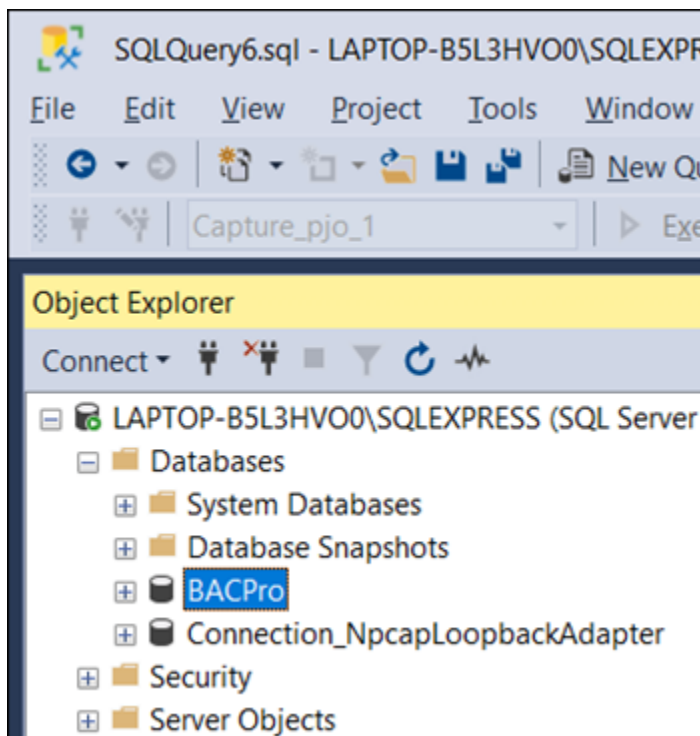 SQLQuery6.sql - LAPTOP-B5L3HVO0\SQLEXPR
File Edit View Project Tools Window
New Qu
Capture_pjo_1 Exe
Object Explorer
Connect
LAPTOP-B5L3HVO0\SQLEXPRESS (SQL Server
Databases
System Databases
Database Snapshots
BACPro
Connection_NpcapLoopbackAdapter
Security
Server Objects